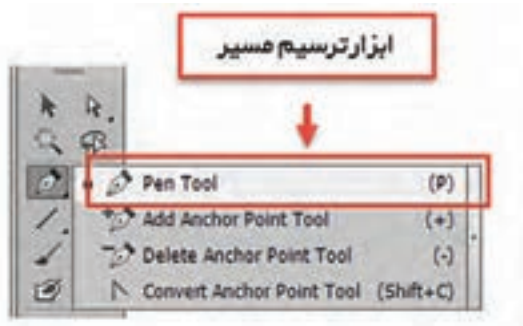 ابزارترسیم مسیر
Pen Tool (P)
Add Anchor Point Tool (+)
Delete Anchor Point Tool (-)
Convert Anchor Point Tool (Shift+C)